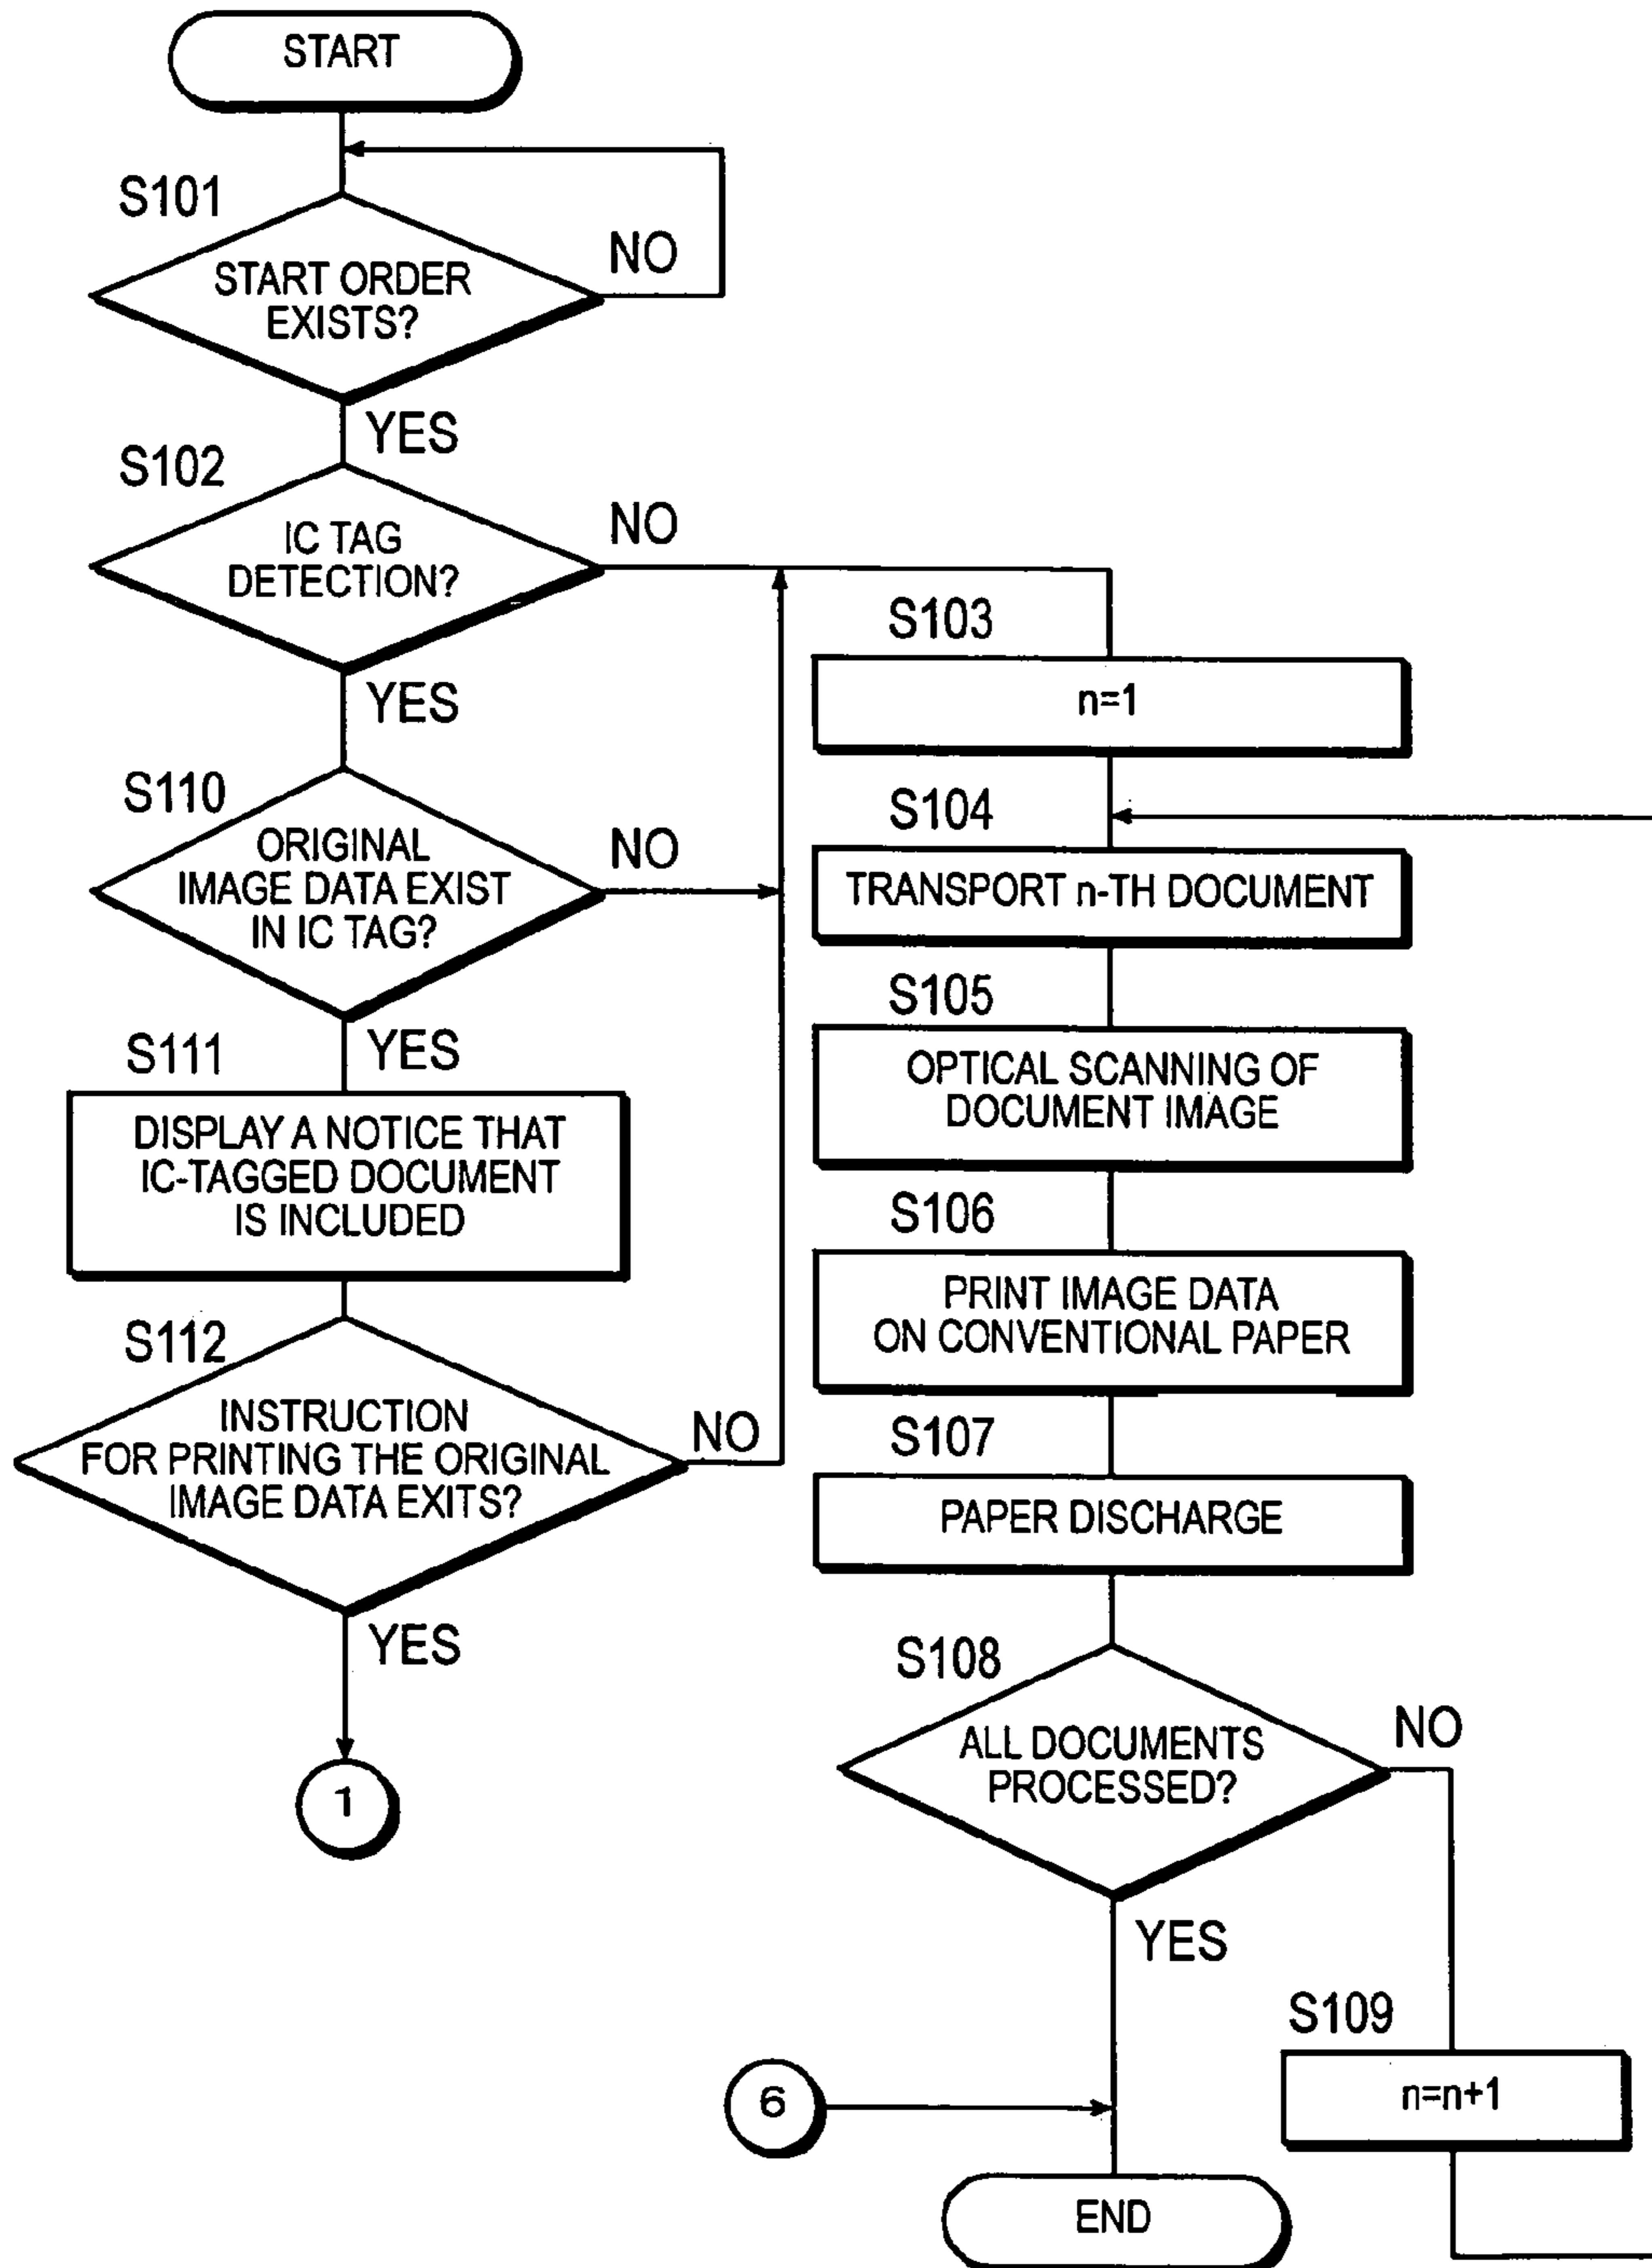 START
S101
START ORDER
EXISTS?
NO
YES
S102
IC TAG
DETECTION?
NO
YES
S110
ORIGINAL
IMAGE DATA EXIST
IN IC TAG?
NO
YES
S111
DISPLAY A NOTICE THAT
IC-TAGGED DOCUMENT
IS INCLUDED
S112
INSTRUCTION
FOR PRINTING THE ORIGINAL
IMAGE DATA EXITS?
NO
YES
1
S103
n=1
S104
TRANSPORT n-TH DOCUMENT
S105
OPTICAL SCANNING OF
DOCUMENT IMAGE
S106
PRINT IMAGE DATA
ON CONVENTIONAL PAPER
S107
PAPER DISCHARGE
S108
ALL DOCUMENTS
PROCESSED?
NO
YES
S109
n=n+1
6
END